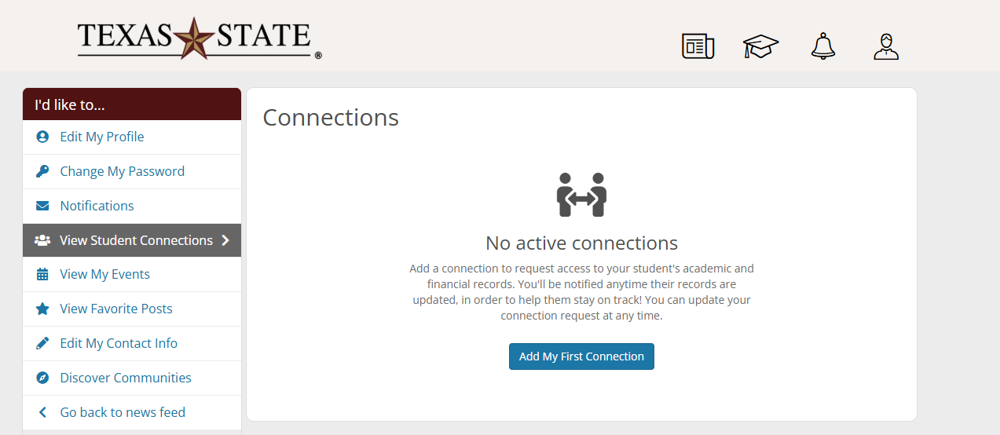 TEXAS STATE ®
I'd like to...
Edit My Profile
Change My Password
Notifications
View Student Connections
View My Events
View Favorite Posts
Edit My Contact Info
Discover Communities
Go back to news feed
Connections
No active connections
Add a connection to request access to your student's academic and
financial records. You'll be notified anytime their records are
updated, in order to help them stay on track! You can update your
connection request at any time.
Add My First Connection